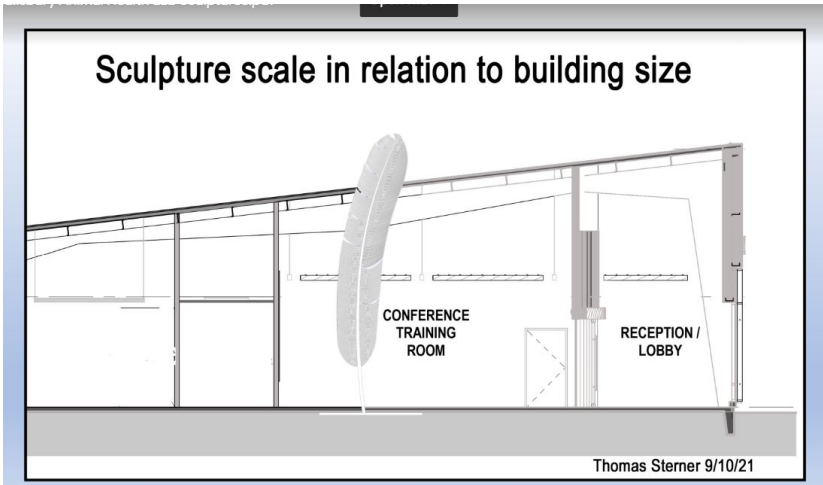 Sculpture scale in relation to building size
CONFERENCE
TRAINING
ROOM
RECEPTION /
LOBBY
Thomas Sterner 9/10/21